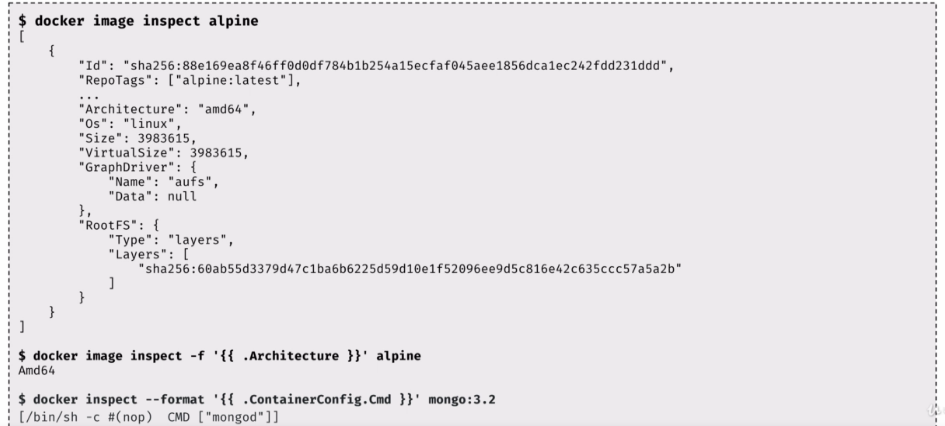 $ docker image inspect alpine
[
    {
        "Id": "sha256:88e169ea8f46ff0d0df784b1b254a15ecfaf045aee1856dca1ec242fdd231ddd",
        "RepoTags": ["alpine:latest"],
        ...
        "Architecture": "amd64",
        "Os": "linux",
        "Size": 3983615,
        "VirtualSize": 3983615,
        "GraphDriver": {
            "Name": "aufs",
            "Data": null
        },
        "RootFS": {
            "Type": "layers",
            "Layers": [
                "sha256:60ab55d3379d47c1ba6b6225d59d10e1f52096ee9d5c816e42c635ccc57a5a2b"
            ]
        }
    }
]
$ docker image inspect -f '{{ .Architecture }}' alpine
Amd64
$ docker inspect --format '{{ .ContainerConfig.Cmd }}' mongo:3.2
[/bin/sh -c #(nop)  CMD ["mongod"]]